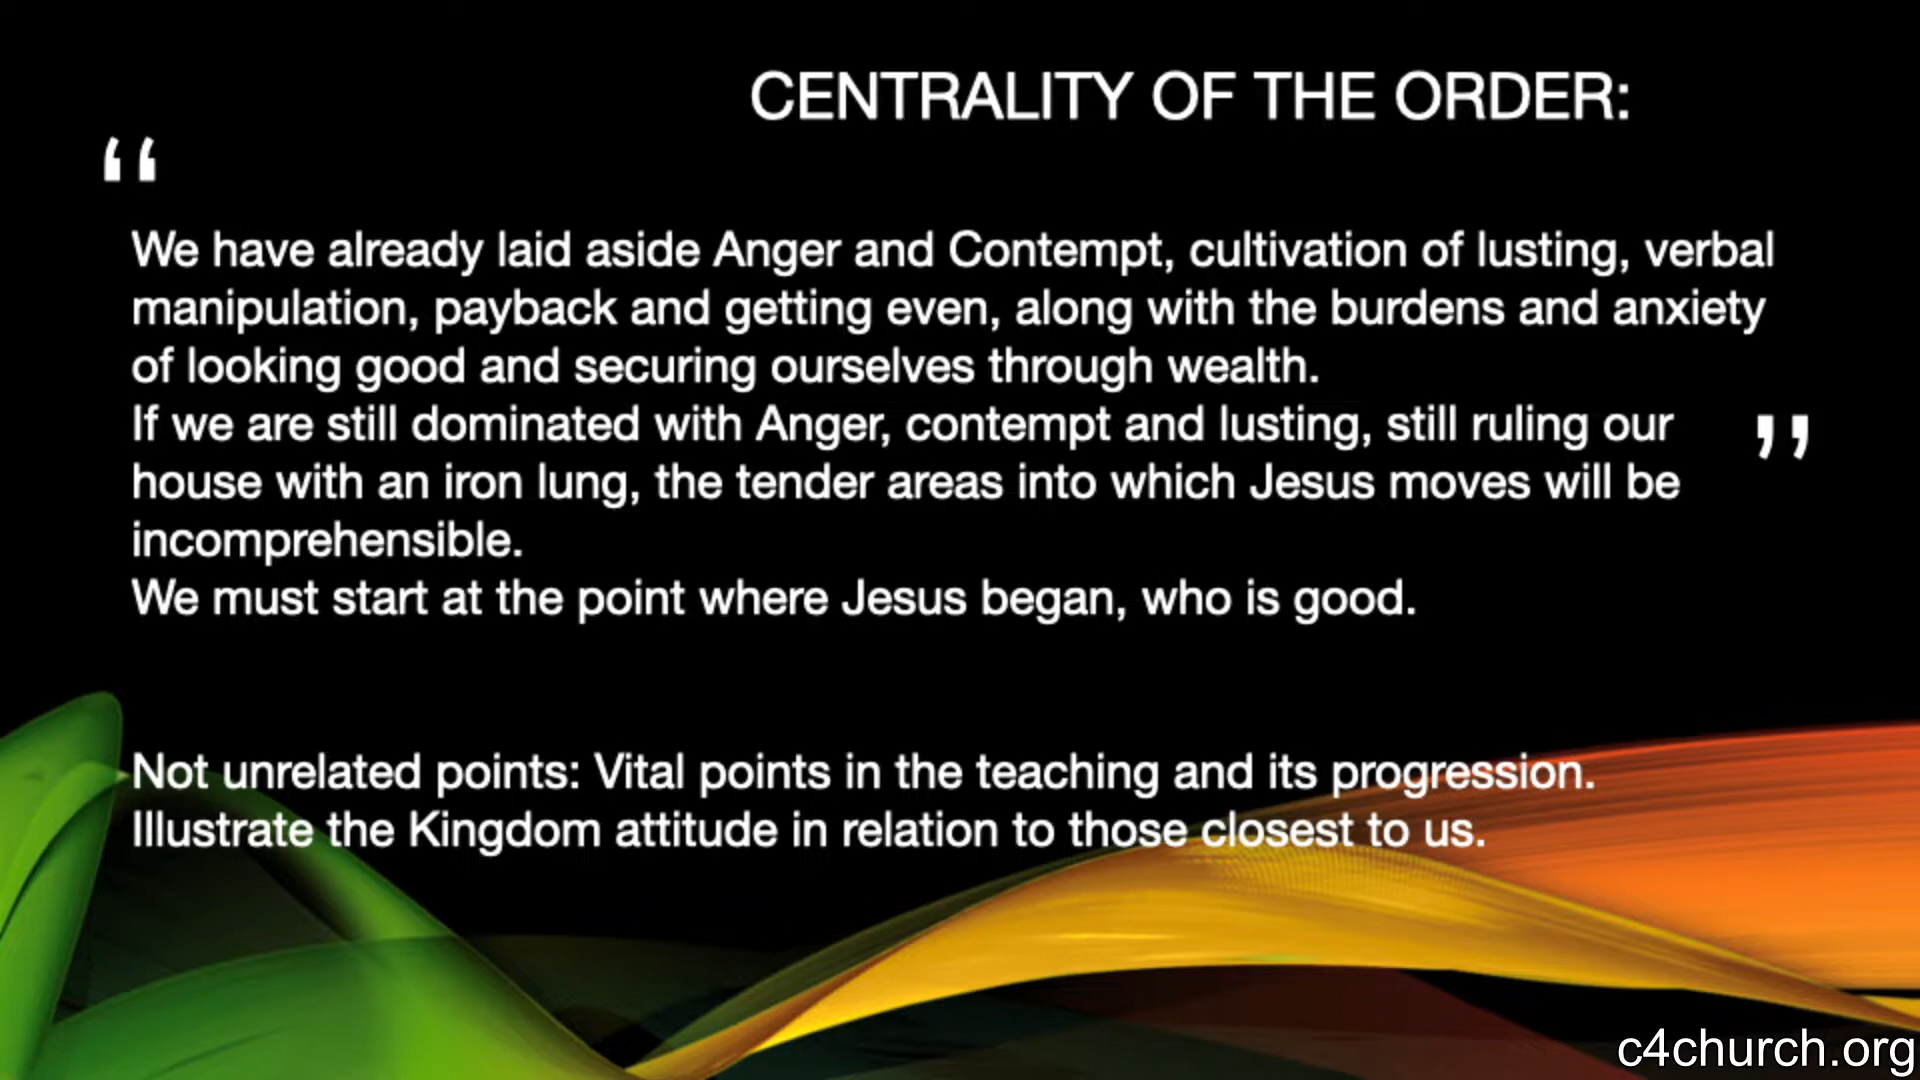 CENTRALITY OF THE ORDER:
“
We have already laid aside Anger and Contempt, cultivation of lusting, verbal
manipulation, payback and getting even, along with the burdens and anxiety
of looking good and securing ourselves through wealth.
If we are still dominated with Anger, contempt and lusting, still ruling our
house with an iron lung, the tender areas into which Jesus moves will be
incomprehensible.
”
We must start at the point where Jesus began, who is good.
Not unrelated points: Vital points in the teaching and its progression.
Illustrate the Kingdom attitude in relation to those closest to us.
c4church.org